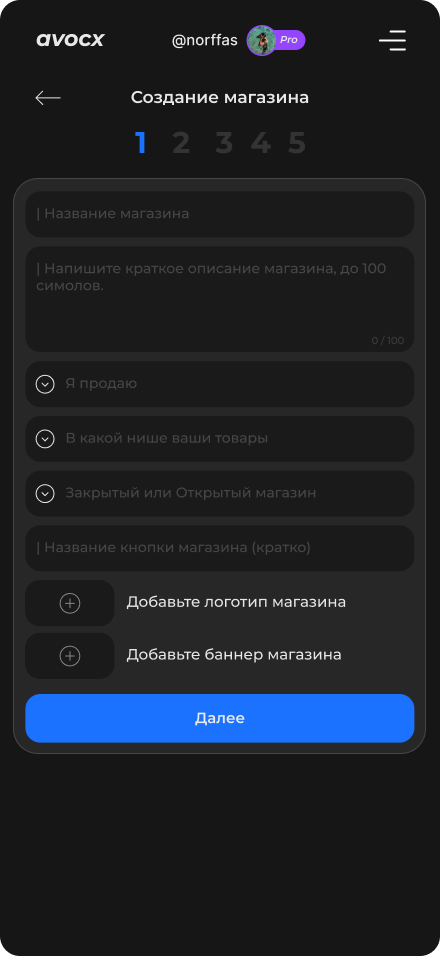 avocx
@norffas
Pro
Создание магазина
1 2 3 4 5
| Название магазина
| Напишите краткое описание магазина, до 100
симолов.
0 / 100
Я продаю
В какой нише ваши товары
Закрытый или Открытый магазин
| Название кнопки магазина (кратко)
Добавьте логотип магазина
Добавьте баннер магазина
Далее